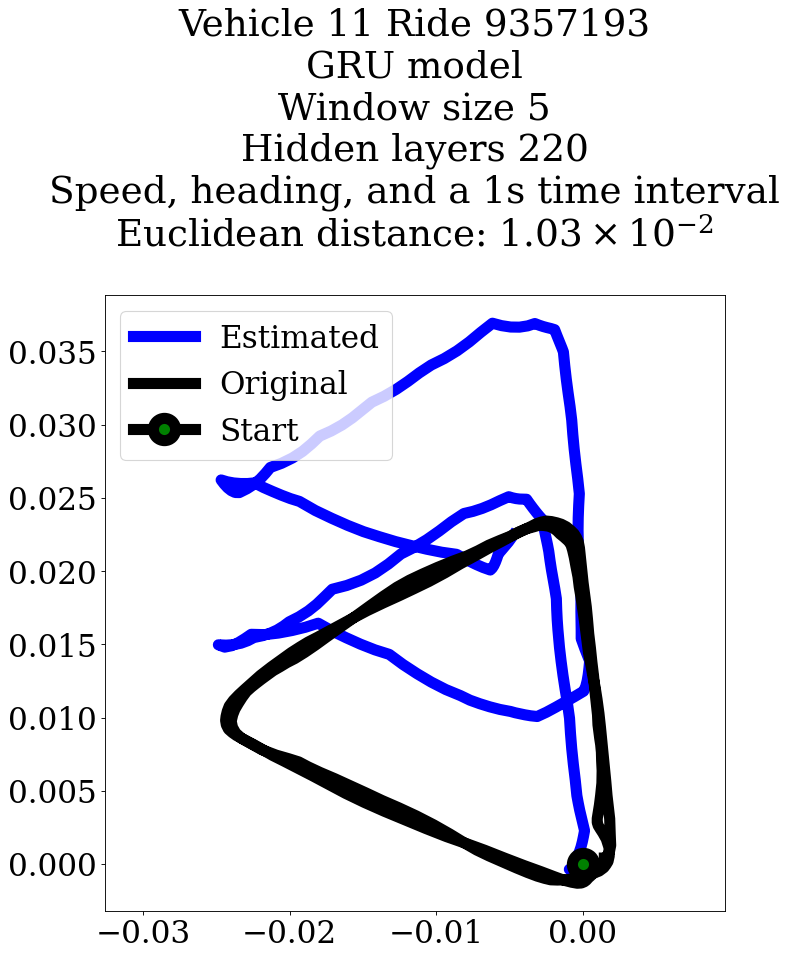 Vehicle 11 Ride 9357193
GRU model
Window size 5
Hidden layers 220
Speed, heading, and a 1s time interval
Euclidean distance: 1.03 × 10⁻²
Estimated
Original
Start
0.035
0.030
0.025
0.020
0.015
0.010
0.005
0.000
−0.03 −0.02 −0.01 0.00